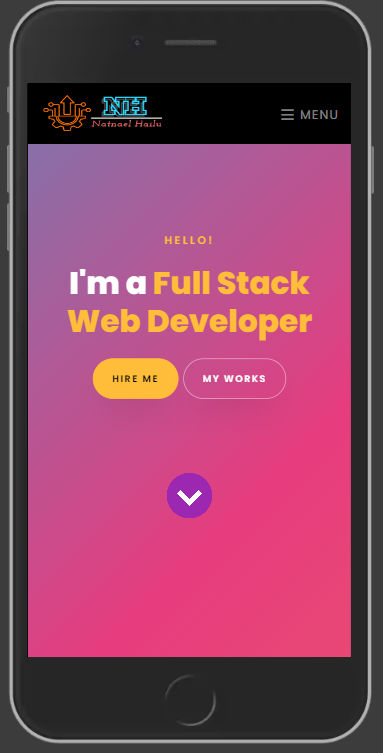 NH
Natnael Hailu
MENU
HELLO!
I'm a Full Stack
Web Developer
HIRE ME
MY WORKS